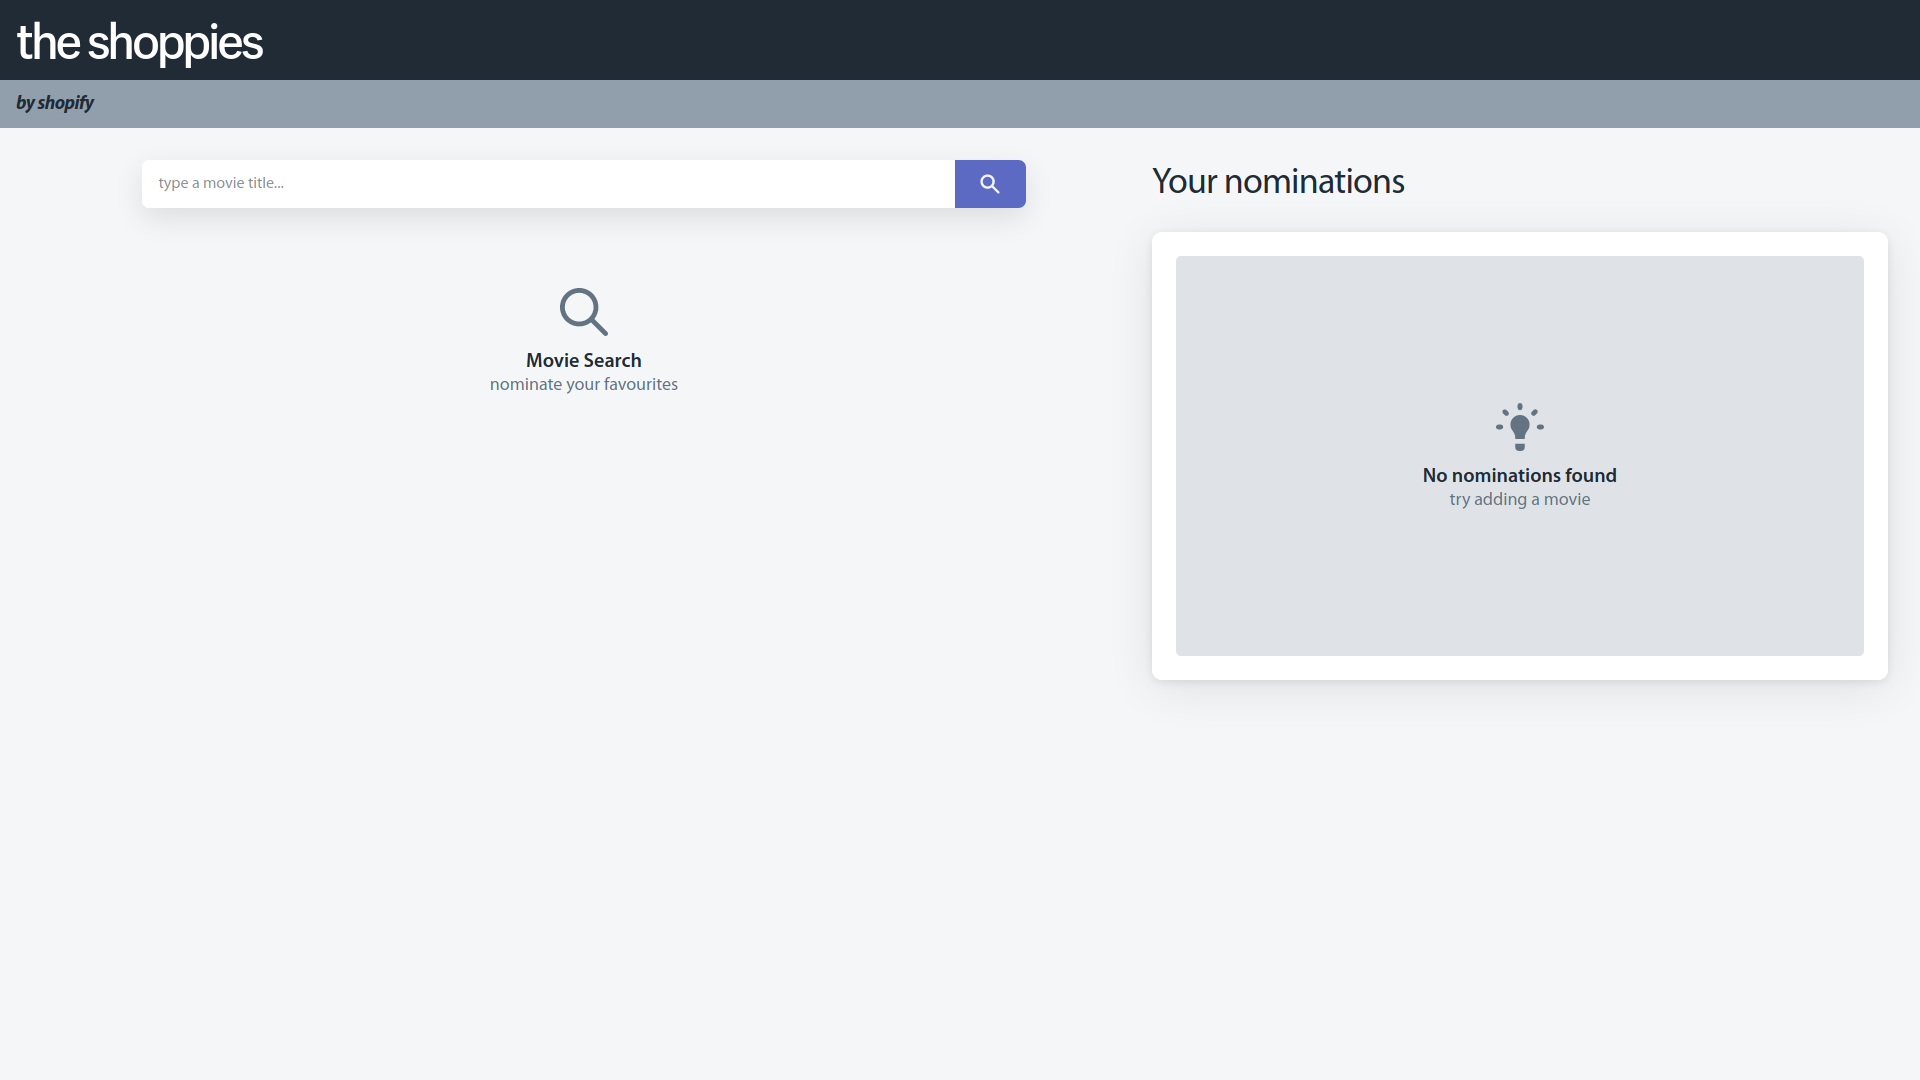 the shoppies
by shopify
type a movie title...
Movie Search
nominate your favourites
Your nominations
No nominations found
try adding a movie